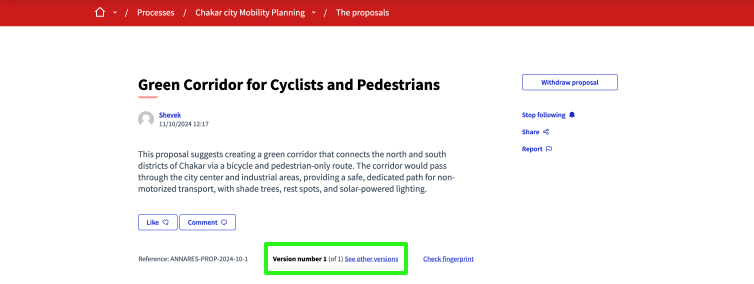 / Processes / Chakar city Mobility Planning / The proposals
Green Corridor for Cyclists and Pedestrians
Withdraw proposal
Shevek
11/10/2024 12:17
Stop following
Share
Report
This proposal suggests creating a green corridor that connects the north and south
districts of Chakar via a bicycle and pedestrian-only route. The corridor would pass
through the city center and industrial areas, providing a safe, dedicated path for non-
motorized transport, with shade trees, rest spots, and solar-powered lighting.
Like
Comment
Reference: ANNARES-PROP-2024-10-1
Version number 1 (of 1) See other versions
Check fingerprint